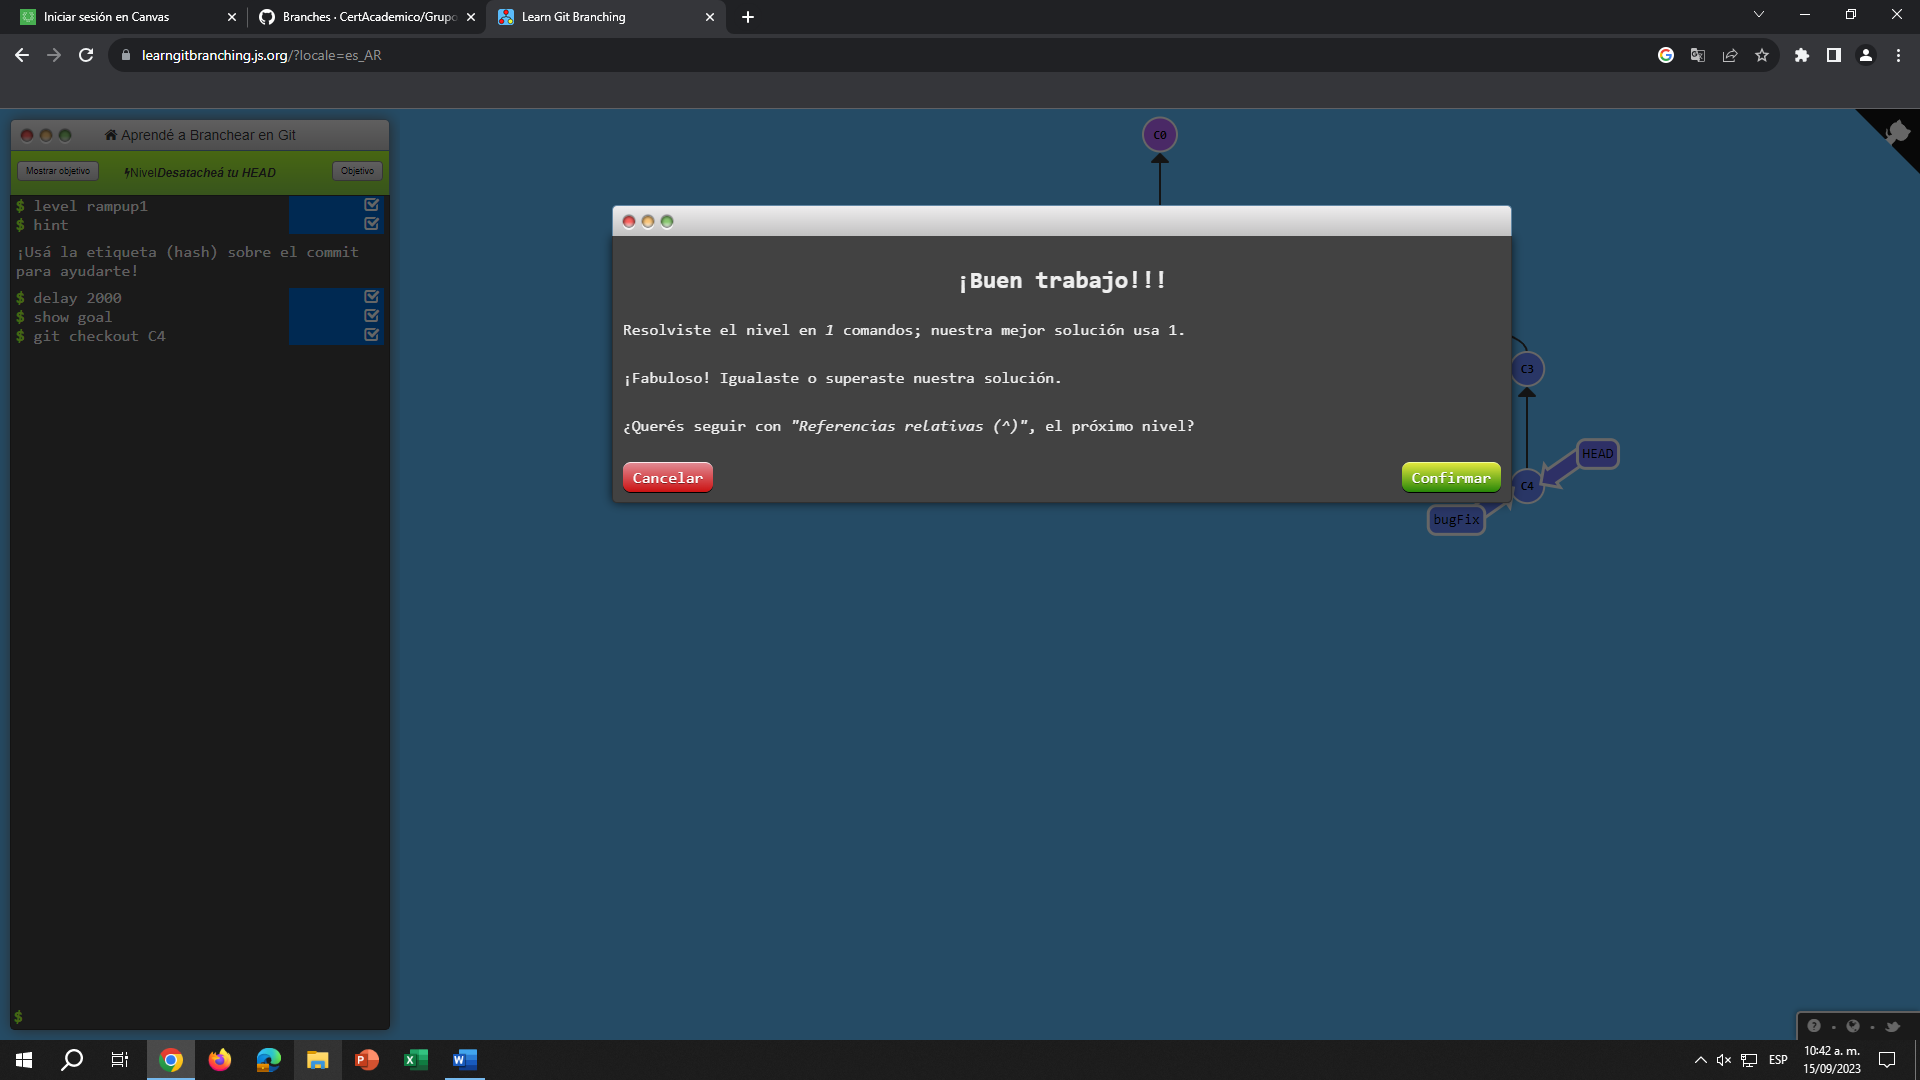 Iniciar sesión en Canvas
Branches · CertAcademico/Grupo
Learn Git Branching
learngitbranching.js.org/?locale=es_AR
Aprendé a Branchear en Git
Mostrar objetivo
NivelDesatacheá tu HEAD
Objetivo
$ level rampup1
$ hint
¡Usá la etiqueta (hash) sobre el commit
para ayudarte!
$ delay 2000
$ show goal
$ git checkout C4
$
C0
¡Buen trabajo!!!
Resolviste el nivel en 1 comandos; nuestra mejor solución usa 1.
¡Fabuloso! Igualaste o superaste nuestra solución.
¿Querés seguir con "Referencias relativas (^)", el próximo nivel?
Cancelar
Confirmar
C3
HEAD
C4
bugFix
ESP
10:42 a. m.
15/09/2023